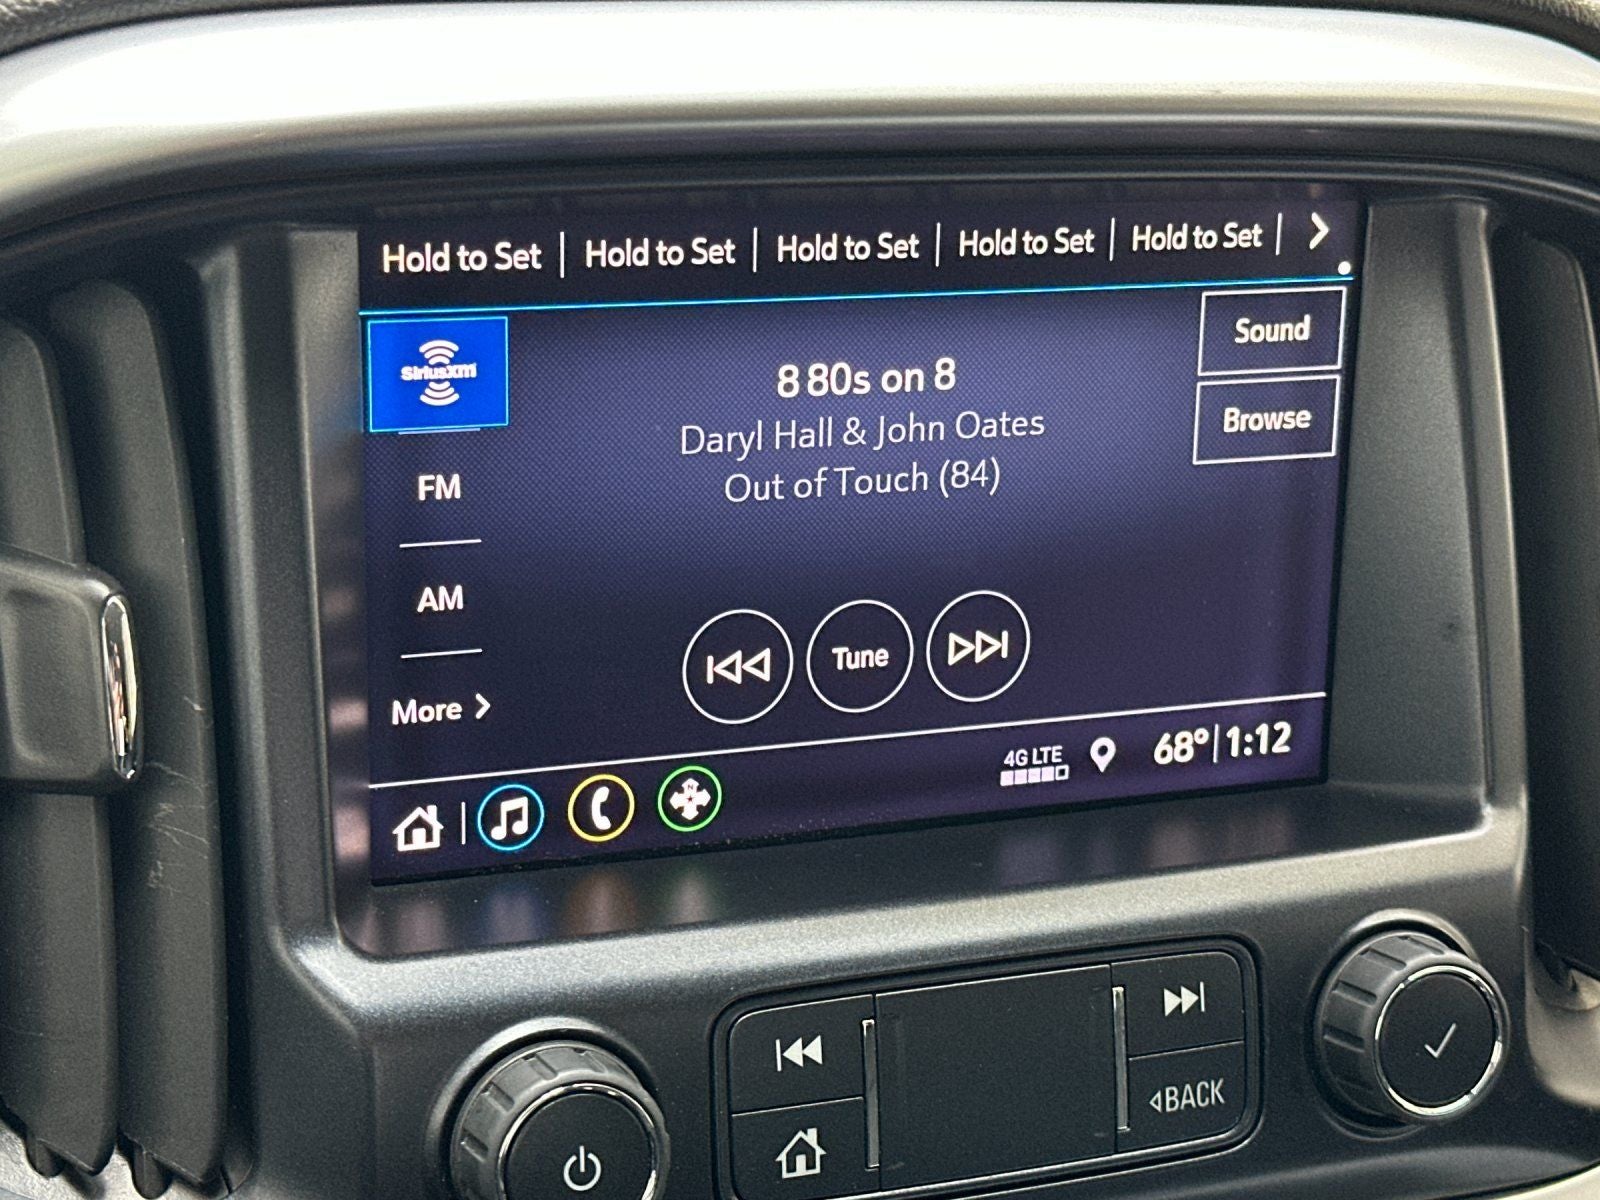 Hold to Set | Hold to Set | Hold to Set | Hold to Set | Hold to Set |
SiriusXM
Sound
8 80s on 8
Browse
Daryl Hall & John Oates
Out of Touch (84)
FM
AM
Tune
More
4G LTE
68° | 1:12
N
BACK